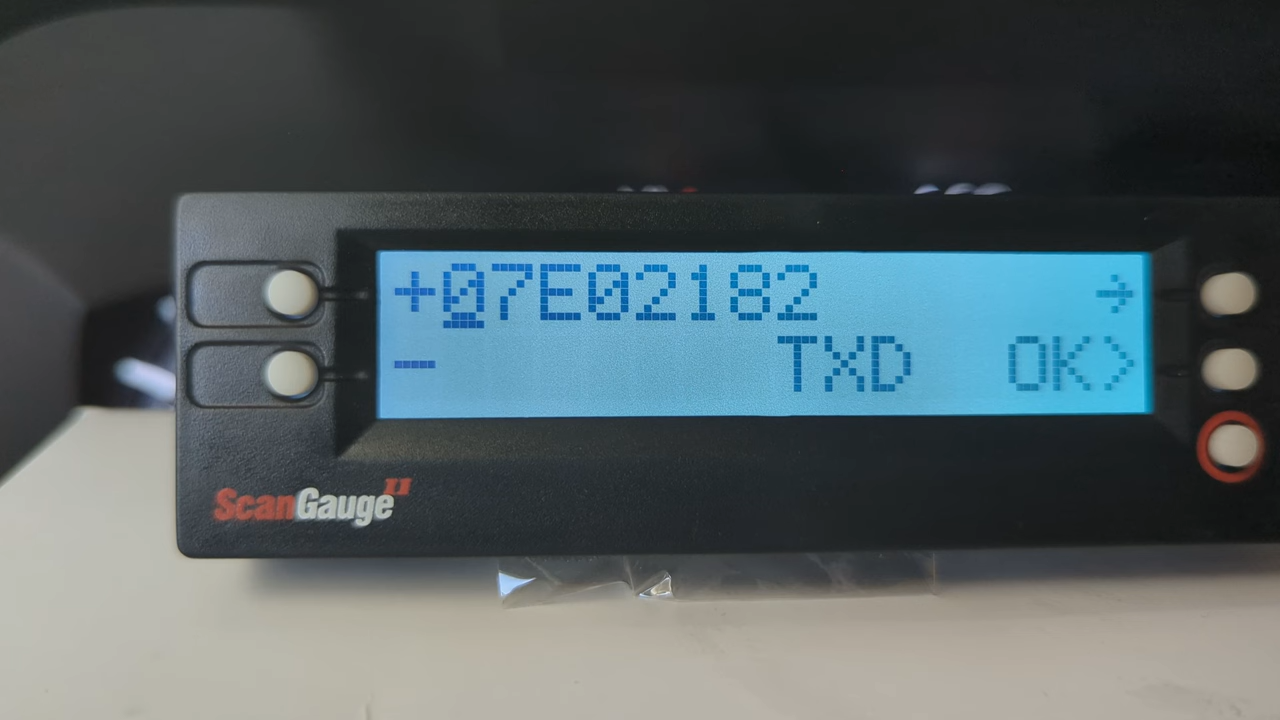 +07E02182 →
- TXD OK>
ScanGauge II